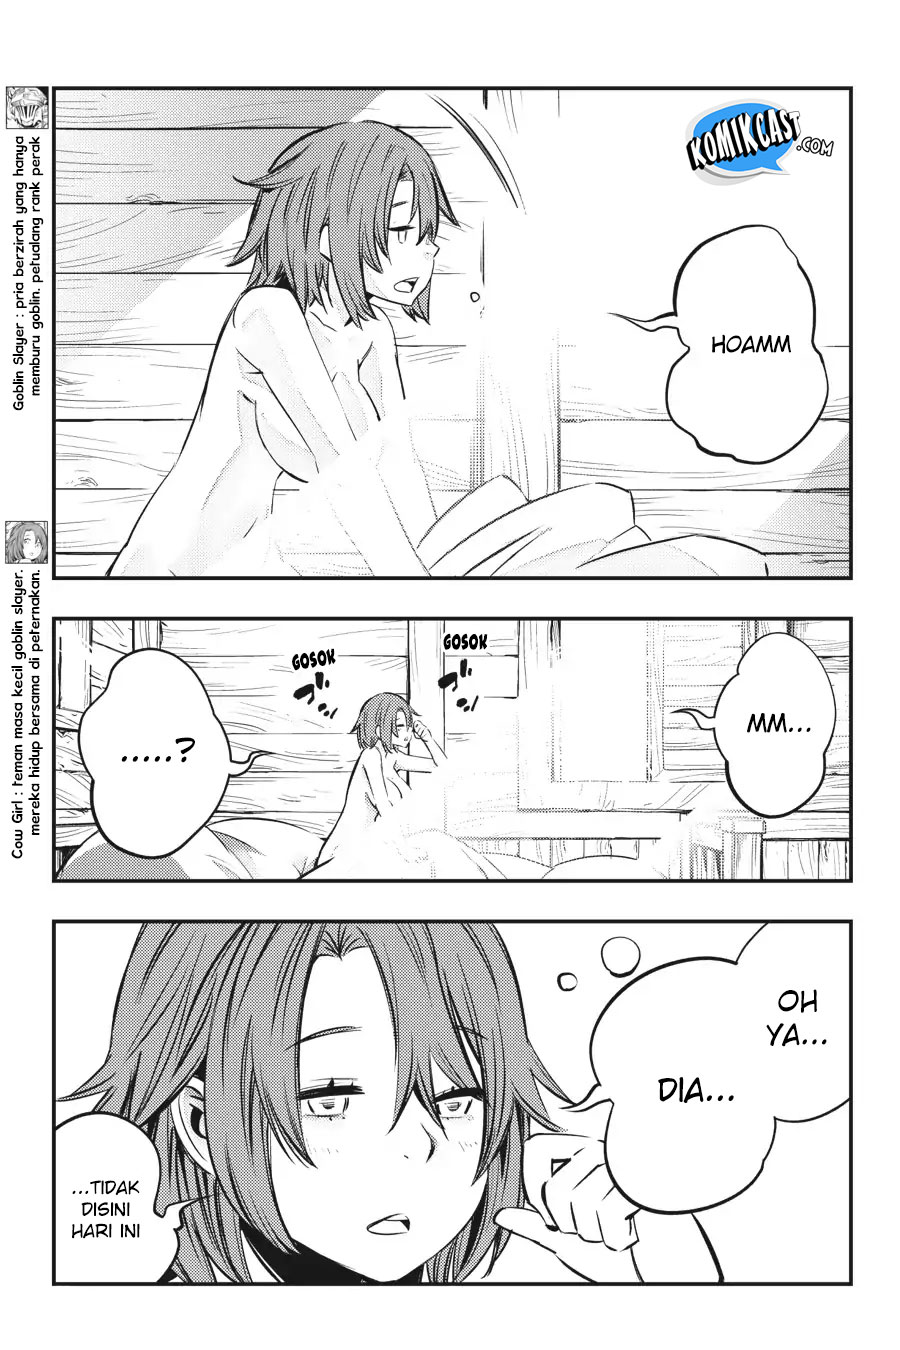 KOMIKCAST.COM
Goblin Slayer : pria berzirah yang hanya
memburu goblin. petualang rank perak
HOAMM
Cow Girl : teman masa kecil goblin slayer.
mereka hidup bersama di peternakan.
MM...
GOSOK
GOSOK
.....?
OH
YA...
DIA...
...TIDAK
DISINI
HARI INI